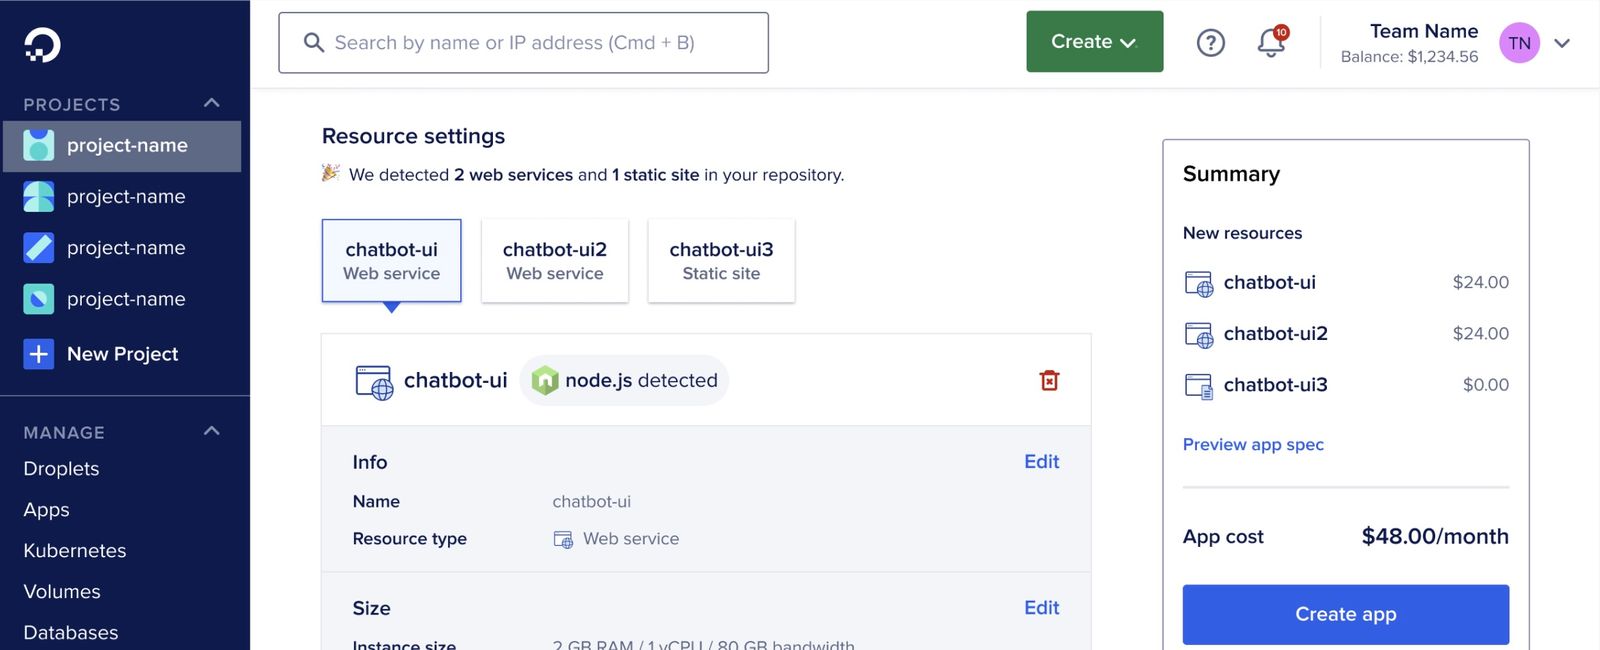 Search by name or IP address (Cmd + B)
Create
10
Team Name
Balance: $1,234.56
TN
PROJECTS
project-name
project-name
project-name
project-name
New Project
MANAGE
Droplets
Apps
Kubernetes
Volumes
Databases
Resource settings
We detected 2 web services and 1 static site in your repository.
chatbot-ui
Web service
chatbot-ui2
Web service
chatbot-ui3
Static site
chatbot-ui
node.js detected
Info
Edit
Name chatbot-ui
Resource type Web service
Size
Edit
Instance size 2 GB RAM / 1 vCPU / 80 GB bandwidth
Summary
New resources
chatbot-ui $24.00
chatbot-ui2 $24.00
chatbot-ui3 $0.00
Preview app spec
App cost $48.00/month
Create app